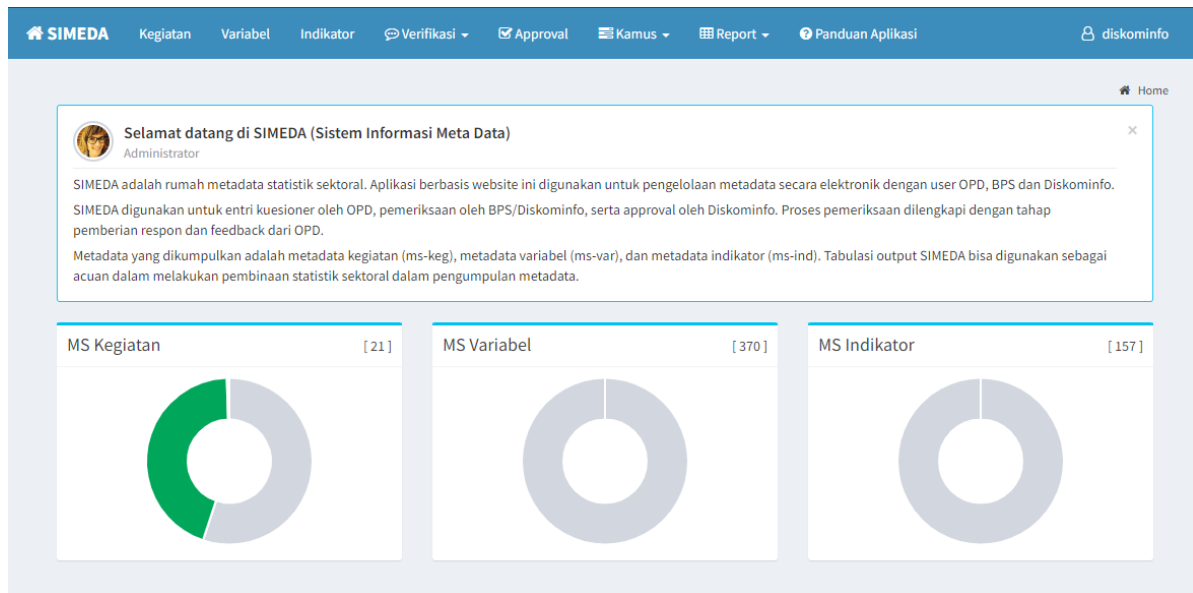 SIMEDA Kegiatan Variabel Indikator Verifikasi Approval Kamus Report Panduan Aplikasi diskominfo
Home
Selamat datang di SIMEDA (Sistem Informasi Meta Data) ×
Administrator
SIMEDA adalah rumah metadata statistik sektoral. Aplikasi berbasis website ini digunakan untuk pengelolaan metadata secara elektronik dengan user OPD, BPS dan Diskominfo.
SIMEDA digunakan untuk entri kuesioner oleh OPD, pemeriksaan oleh BPS/Diskominfo, serta approval oleh Diskominfo. Proses pemeriksaan dilengkapi dengan tahap
pemberian respon dan feedback dari OPD.
Metadata yang dikumpulkan adalah metadata kegiatan (ms-keg), metadata variabel (ms-var), dan metadata indikator (ms-ind). Tabulasi output SIMEDA bisa digunakan sebagai
acuan dalam melakukan pembinaan statistik sektoral dalam pengumpulan metadata.
MS Kegiatan [ 21 ] MS Variabel [ 370 ] MS Indikator [ 157 ]